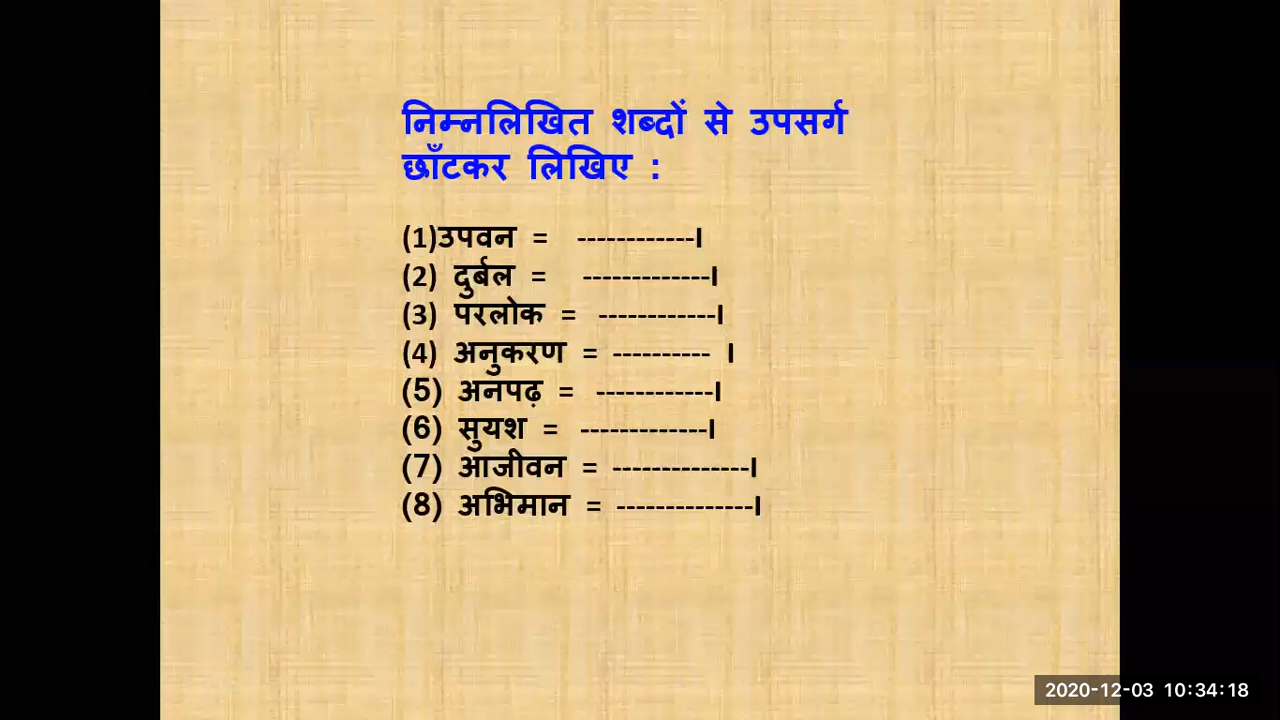 निम्नलिखित शब्दों से उपसर्ग
छाँटकर लिखिए :
(1)उपवन = ------------I
(2) दुर्बल = -------------I
(3) परलोक = ------------I
(4) अनुकरण = ---------- I
(5) अनपढ़ = ------------I
(6) सुयश = -------------I
(7) आजीवन = --------------I
(8) अभिमान = --------------I
2020-12-03 10:34:18